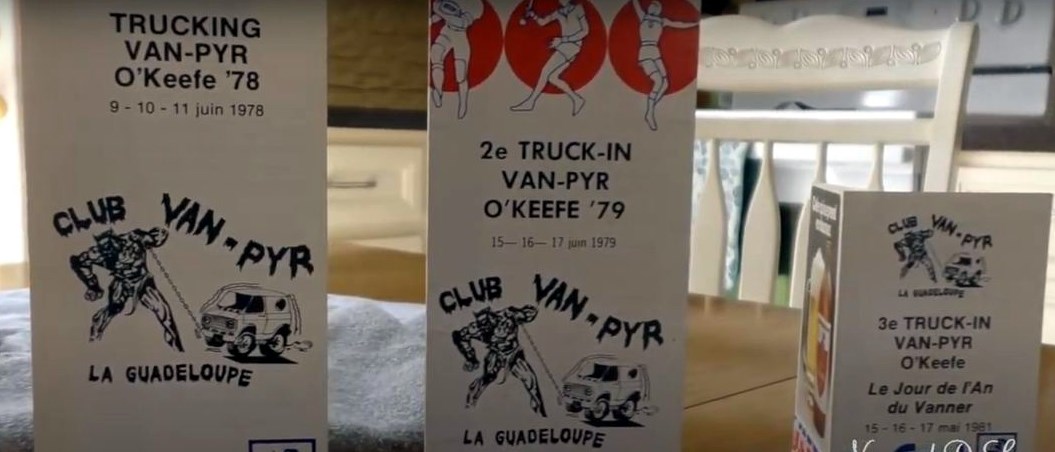 TRUCKING
VAN-PYR
O'Keefe '78
9 - 10 - 11 juin 1978
CLUB VAN-PYR
LA GUADELOUPE
2e TRUCK-IN
VAN-PYR
O'KEEFE '79
15— 16— 17 juin 1979
CLUB VAN-PYR
LA GUADELOUPE
CLUB VAN-PYR
LA GUADELOUPE
3e TRUCK-IN
VAN-PYR
O'Keefe
Le Jour de l'An
du Vanner
15 - 16 - 17 mai 1981